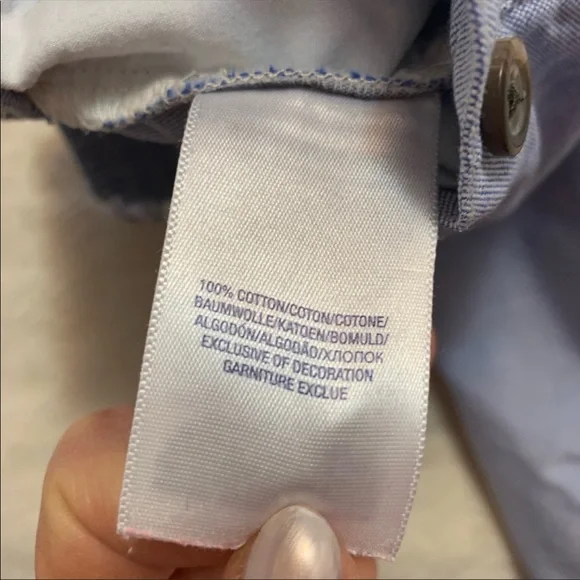 100% COTTON/COTON/COTONE/
BAUMWOLLE/KATOEN/BOMULD/
ALGODÓN/ALGODÃO/ХЛОПОК
EXCLUSIVE OF DECORATION
GARNITURE EXCLUE